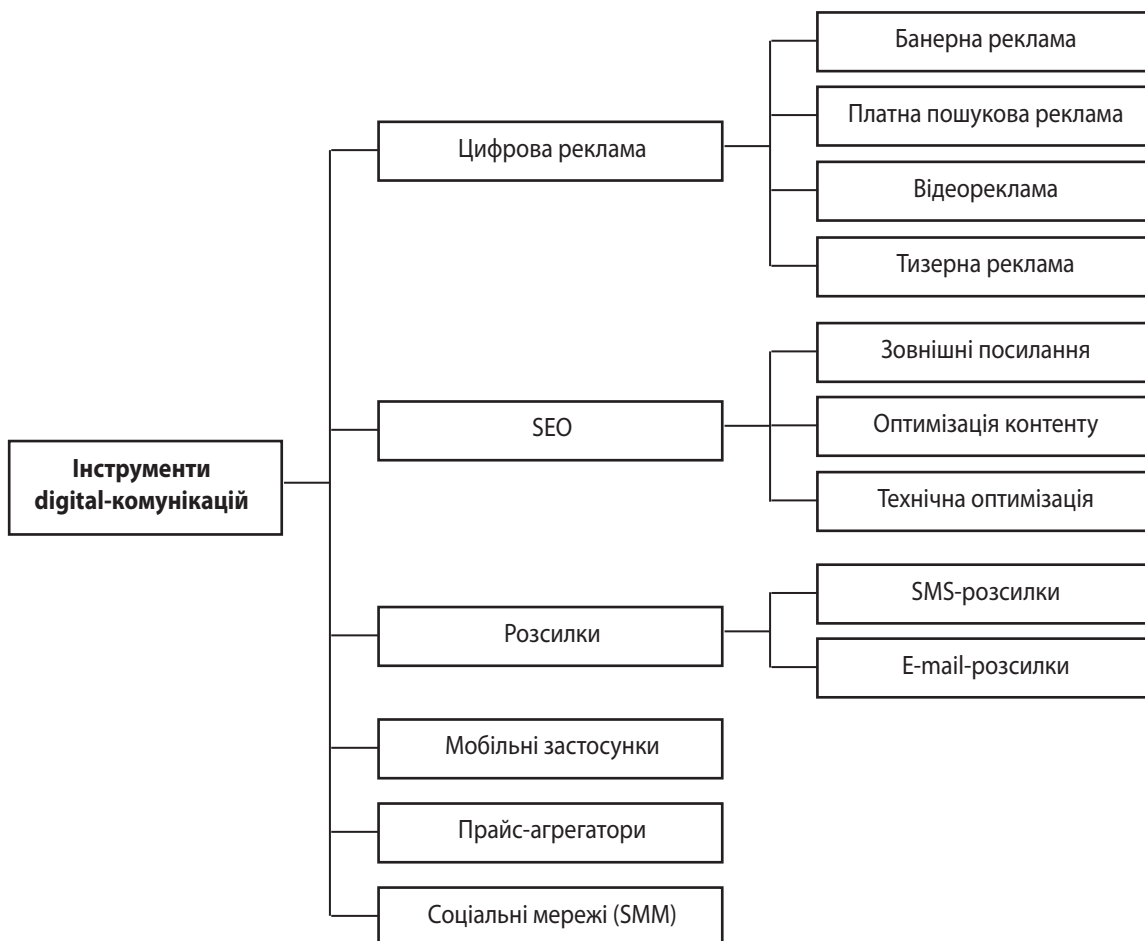 Інструменти
digital-комунікацій
Цифрова реклама
Банерна реклама
Платна пошукова реклама
Відеореклама
Тизерна реклама
SEO
Зовнішні посилання
Оптимізація контенту
Технічна оптимізація
Розсилки
SMS-розсилки
E-mail-розсилки
Мобільні застосунки
Прайс-агрегатори
Соціальні мережі (SMM)